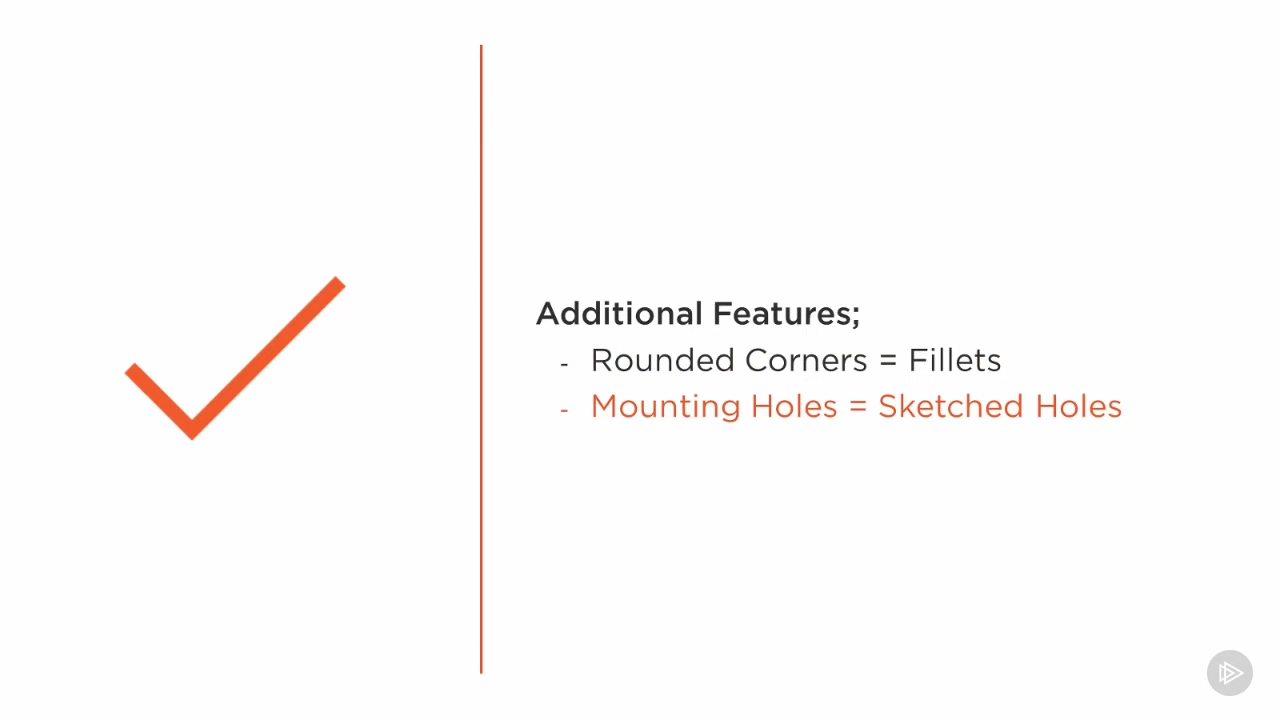 Additional Features;
- Rounded Corners = Fillets
- Mounting Holes = Sketched Holes